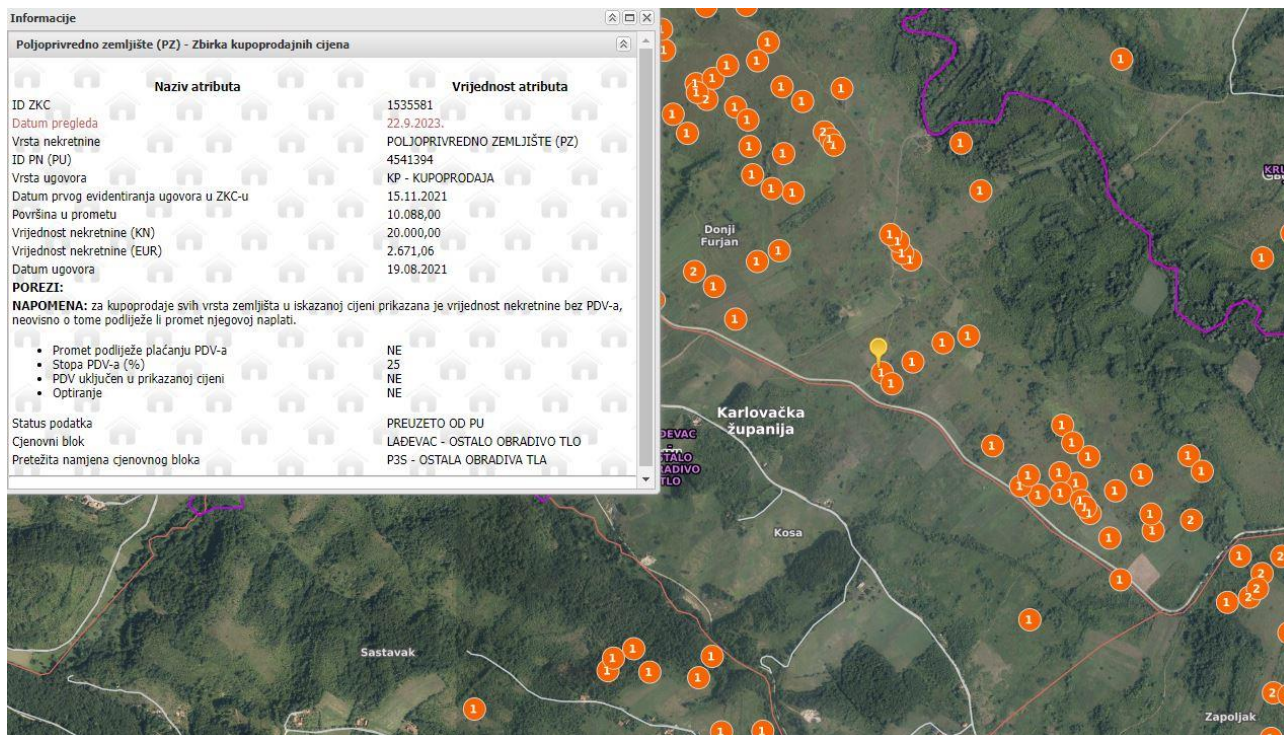 Informacije
Poljoprivredno zemljište (PZ) - Zbirka kupoprodajnih cijena
Naziv atributa Vrijednost atributa
ID ZKC 1535581
Datum pregleda 22.9.2023.
Vrsta nekretnine POLJOPRIVREDNO ZEMLJIŠTE (PZ)
ID PN (PU) 4541394
Vrsta ugovora KP - KUPOPRODAJA
Datum prvog evidentiranja ugovora u ZKC-u 15.11.2021
Površina u prometu 10.088,00
Vrijednost nekretnine (KN) 20.000,00
Vrijednost nekretnine (EUR) 2.671,06
Datum ugovora 19.08.2021
POREZI:
NAPOMENA: za kupoprodaje svih vrsta zemljišta u iskazanoj cijeni prikazana je vrijednost nekretnine bez PDV-a,
neovisno o tome podliježe li promet njegovoj naplati.
• Promet podliježe plaćanju PDV-a NE
• Stopa PDV-a (%) 25
• PDV uključen u prikazanoj cijeni NE
• Optiranje NE
Status podatka PREUZETO OD PU
Cjenovni blok LAĐEVAC - OSTALO OBRADIVO TLO
Pretežita namjena cjenovnog bloka P3S - OSTALA OBRADIVA TLA
Donji
Furjan
Karlovačka
županija
Kosa
Sastavak
Zapoljak